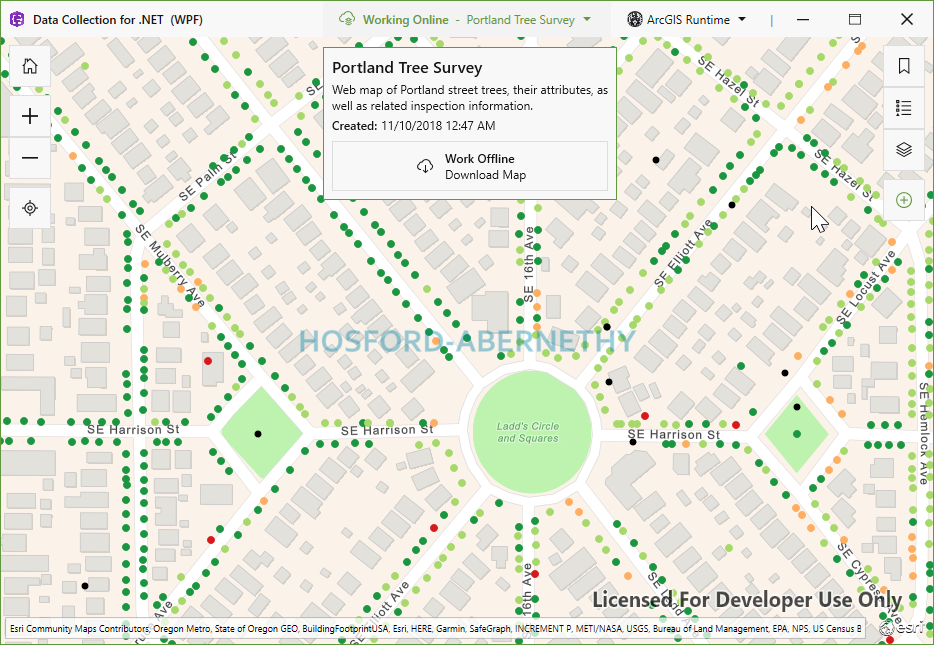 Data Collection for .NET (WPF)
Working Online - Portland Tree Survey
ArcGIS Runtime
Portland Tree Survey
Web map of Portland street trees, their attributes, as
well as related inspection information.
Created: 11/10/2018 12:47 AM
Work Offline
Download Map
SE Hazel St
SE Hazel St
SE Palm St
SE Mulberry Ave
SE 16th Ave
SE Elliott Ave
SE Locust Ave
HOSFORD-ABERNETHY
SE Harrison St
SE Harrison St
Ladd's Circle
and Squares
SE Harrison St
SE Hemlock Ave
SE Cypress Ave
16th Ave
Ave
Licensed For Developer Use Only
Esri Community Maps Contributors, Oregon Metro, State of Oregon GEO, BuildingFootprintUSA, Esri, HERE, Garmin, SafeGraph, INCREMENT P, METI/NASA, USGS, Bureau of Land Management, EPA, NPS, US Census B
esri